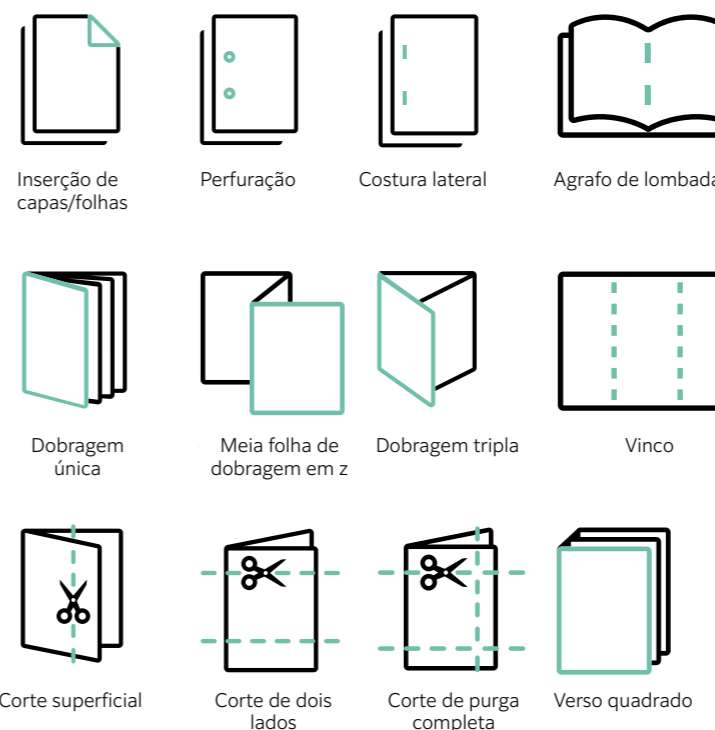 Inserção de
capas/folhas
Perfuração
Costura lateral
Agrafo de lombada
Dobragem
única
Meia folha de
dobragem em z
Dobragem tripla
Vinco
Corte superficial
Corte de dois
lados
Corte de purga
completa
Verso quadrado